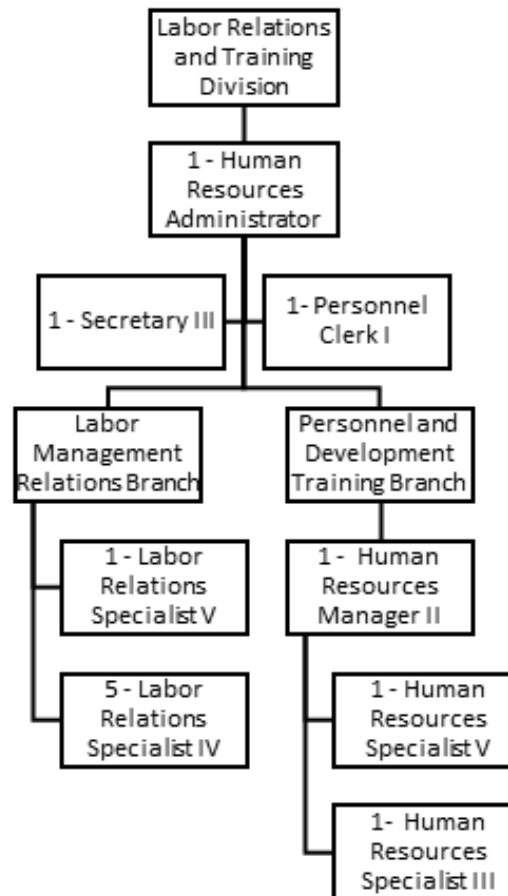 Labor Relations
and Training
Division
1 - Human
Resources
Administrator
1 - Secretary III
1- Personnel
Clerk I
Labor
Management
Relations Branch
Personnel and
Development
Training Branch
1 - Labor
Relations
Specialist V
5 - Labor
Relations
Specialist IV
1 - Human
Resources
Manager II
1- Human
Resources
Specialist V
1- Human
Resources
Specialist III